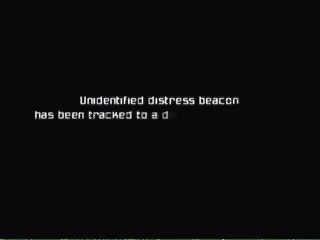 Unidentified distress beacon
has been tracked to a d